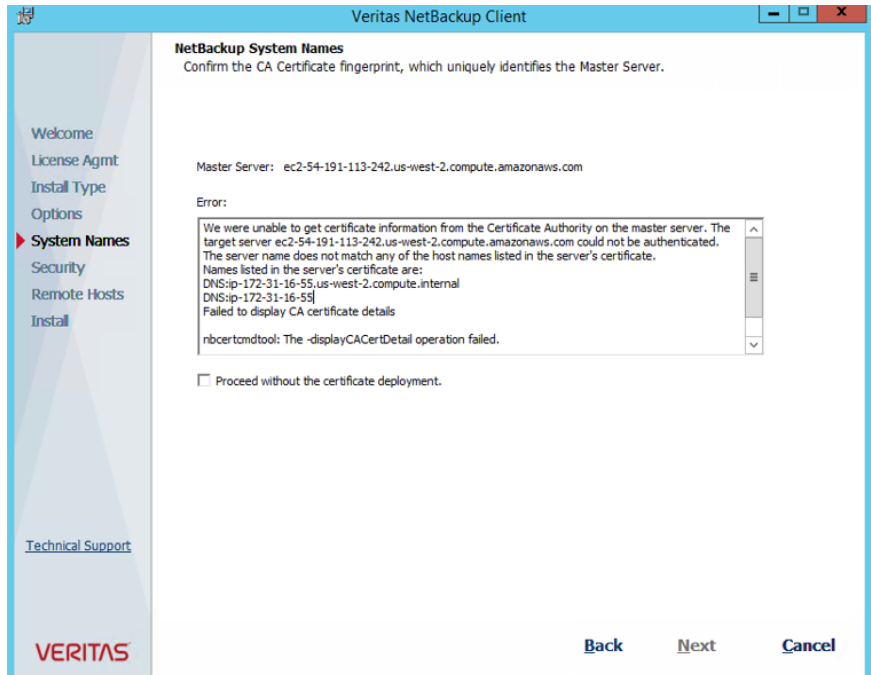 Veritas NetBackup Client
NetBackup System Names
Confirm the CA Certificate fingerprint, which uniquely identifies the Master Server.
Welcome
License Agmt
Install Type
Options
System Names
Security
Remote Hosts
Install
Master Server: ec2-54-191-113-242.us-west-2.compute.amazonaws.com
Error:
We were unable to get certificate information from the Certificate Authority on the master server. The
target server ec2-54-191-113-242.us-west-2.compute.amazonaws.com could not be authenticated.
The server name does not match any of the host names listed in the server's certificate.
Names listed in the server's certificate are:
DNS:ip-172-31-16-55.us-west-2.compute.internal
DNS:ip-172-31-16-55
Failed to display CA certificate details
nbcertcmdtool: The -displayCACertDetail operation failed.
Proceed without the certificate deployment.
Technical Support
VERITAS
Back Next Cancel